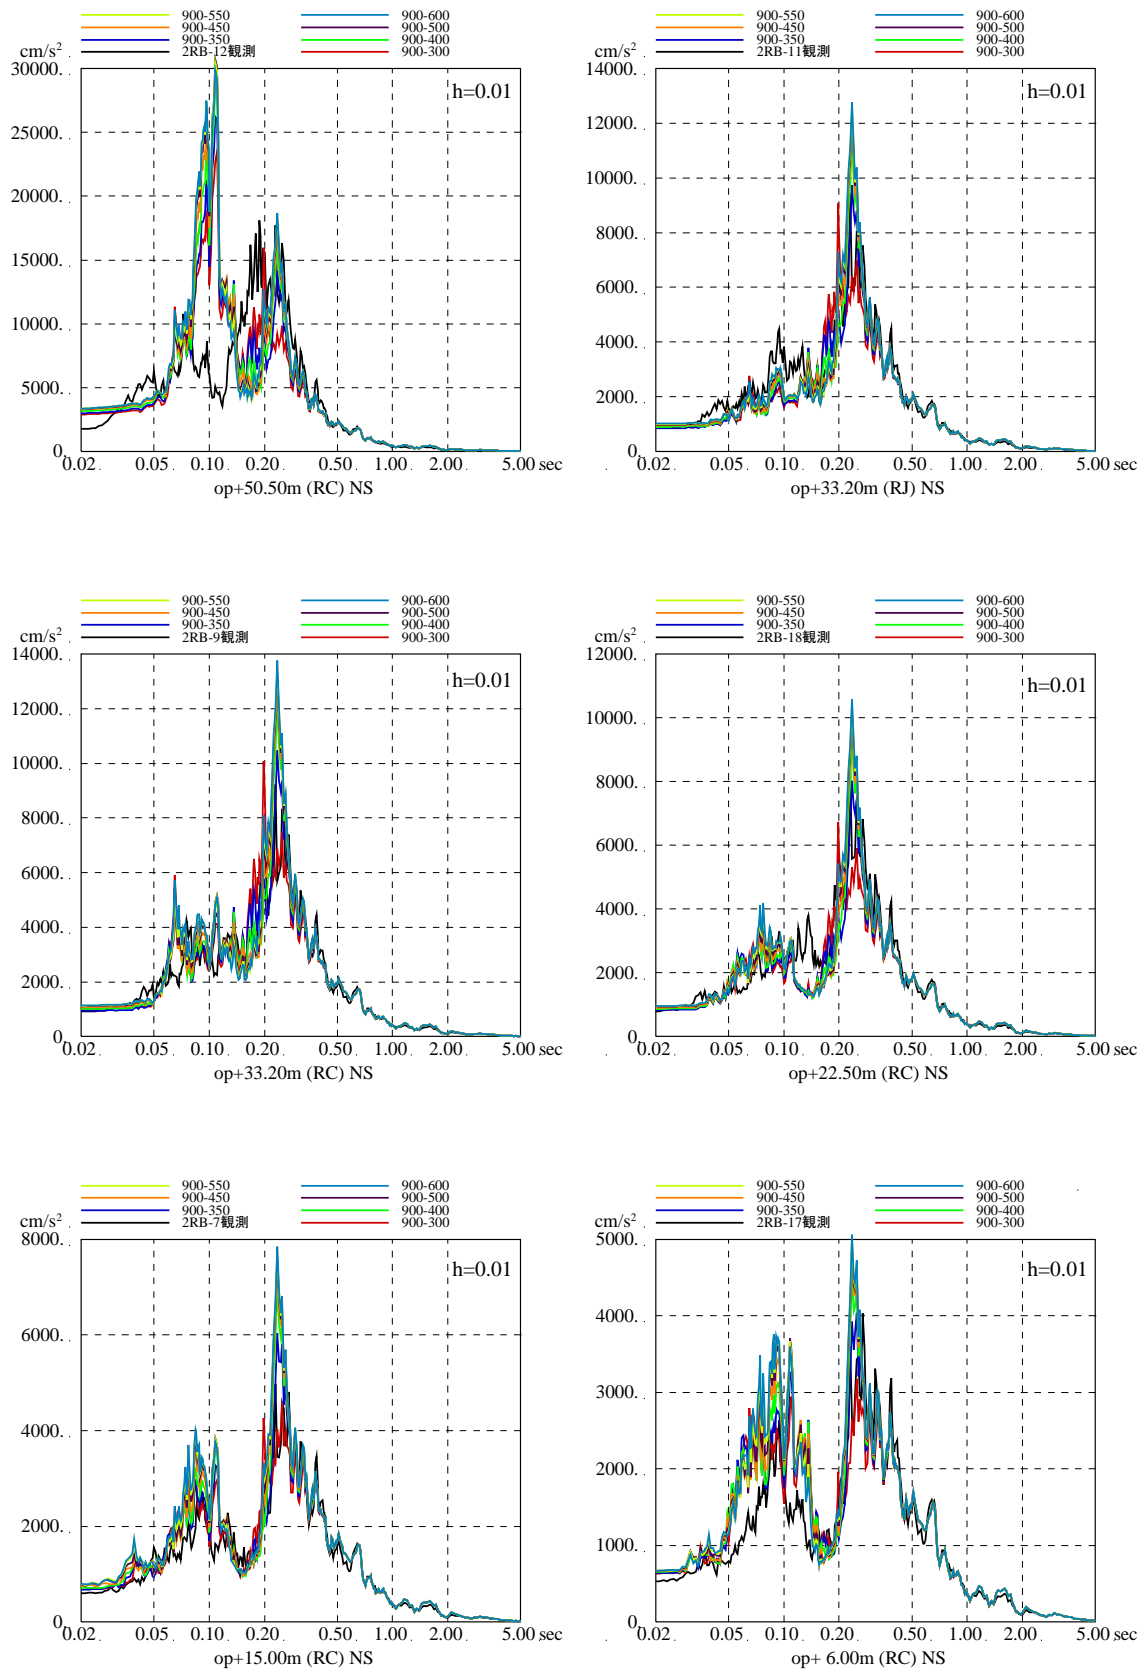 900-550 900-600
900-450 900-500
900-350 900-400
2RB-12観測 900-300
cm/s²
h=0.01
30000.
25000.
20000.
15000.
10000.
5000.
0.
0.02 0.05 0.10 0.20 0.50 1.00 2.00 5.00 sec
op+50.50m (RC) NS
900-550 900-600
900-450 900-500
900-350 900-400
2RB-11観測 900-300
cm/s²
h=0.01
14000.
12000.
10000.
8000.
6000.
4000.
2000.
0.
0.02 0.05 0.10 0.20 0.50 1.00 2.00 5.00 sec
op+33.20m (RJ) NS
900-550 900-600
900-450 900-500
900-350 900-400
2RB-9観測 900-300
cm/s²
h=0.01
14000.
12000.
10000.
8000.
6000.
4000.
2000.
0.
0.02 0.05 0.10 0.20 0.50 1.00 2.00 5.00 sec
op+33.20m (RC) NS
900-550 900-600
900-450 900-500
900-350 900-400
2RB-18観測 900-300
cm/s²
h=0.01
12000.
10000.
8000.
6000.
4000.
2000.
0.
0.02 0.05 0.10 0.20 0.50 1.00 2.00 5.00 sec
op+22.50m (RC) NS
900-550 900-600
900-450 900-500
900-350 900-400
2RB-7観測 900-300
cm/s²
h=0.01
8000.
6000.
4000.
2000.
0.
0.02 0.05 0.10 0.20 0.50 1.00 2.00 5.00 sec
op+15.00m (RC) NS
900-550 900-600
900-450 900-500
900-350 900-400
2RB-17観測 900-300
cm/s²
h=0.01
5000.
4000.
3000.
2000.
1000.
0.
0.02 0.05 0.10 0.20 0.50 1.00 2.00 5.00 sec
op+ 6.00m (RC) NS